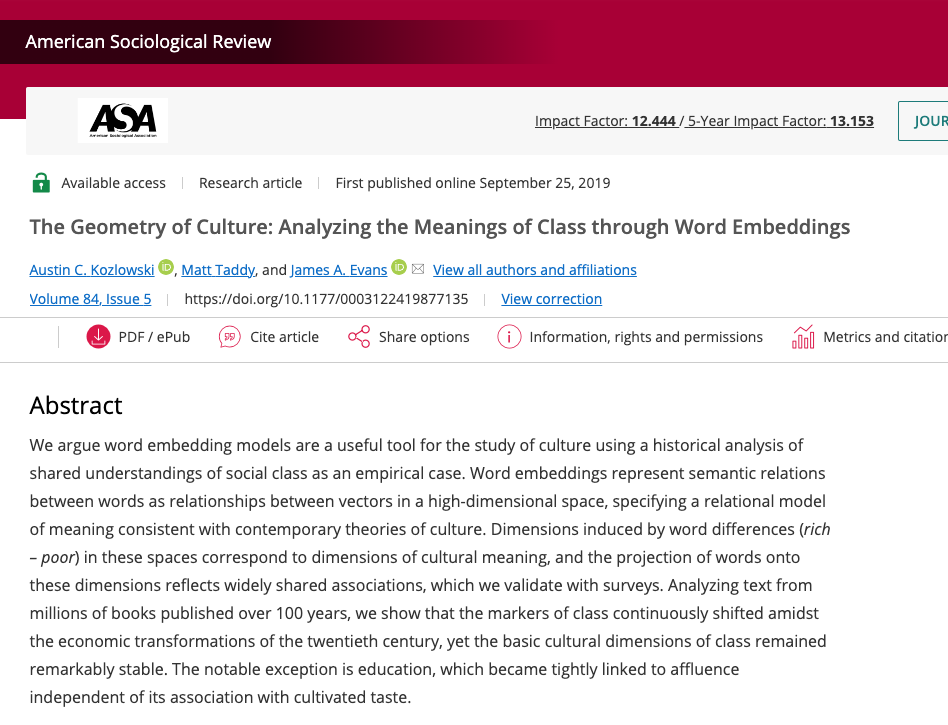 American Sociological Review
ASA
American Sociological Association
Impact Factor: 12.444 / 5-Year Impact Factor: 13.153
JOUR
Available access | Research article | First published online September 25, 2019
The Geometry of Culture: Analyzing the Meanings of Class through Word Embeddings
Austin C. Kozlowski iD, Matt Taddy, and James A. Evans iD View all authors and affiliations
Volume 84, Issue 5 | https://doi.org/10.1177/0003122419877135 | View correction
PDF / ePub Cite article Share options Information, rights and permissions Metrics and citation
Abstract
We argue word embedding models are a useful tool for the study of culture using a historical analysis of
shared understandings of social class as an empirical case. Word embeddings represent semantic relations
between words as relationships between vectors in a high-dimensional space, specifying a relational model
of meaning consistent with contemporary theories of culture. Dimensions induced by word differences (rich
– poor) in these spaces correspond to dimensions of cultural meaning, and the projection of words onto
these dimensions reflects widely shared associations, which we validate with surveys. Analyzing text from
millions of books published over 100 years, we show that the markers of class continuously shifted amidst
the economic transformations of the twentieth century, yet the basic cultural dimensions of class remained
remarkably stable. The notable exception is education, which became tightly linked to affluence
independent of its association with cultivated taste.